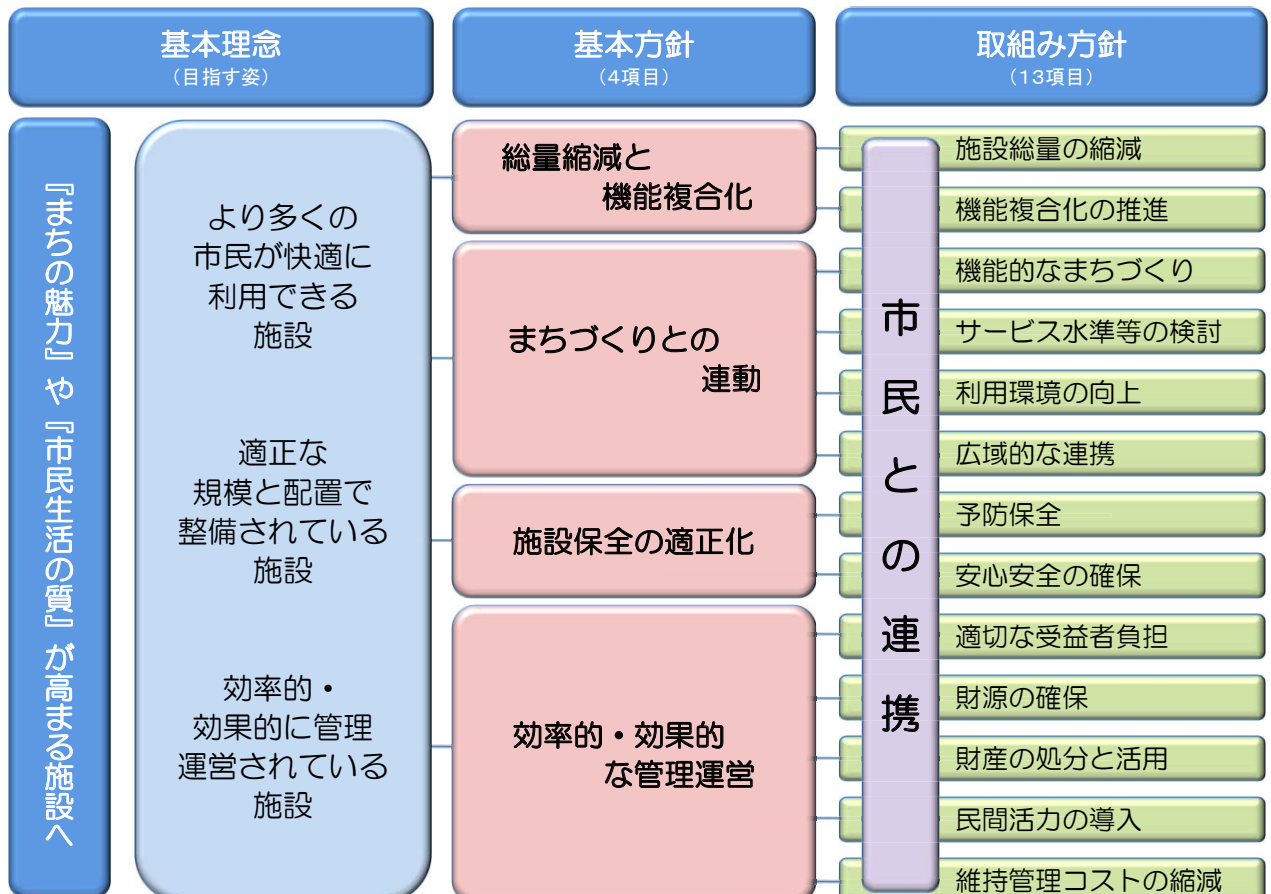 基本理念
（目指す姿）
基本方針
（4項目）
取組み方針
（13項目）
『まちの魅力』や『市民生活の質』が高まる施設へ
より多くの
市民が快適に
利用できる
施設
適正な
規模と配置で
整備されている
施設
効率的・
効果的に管理
運営されている
施設
総量縮減と
機能複合化
まちづくりとの
連動
施設保全の適正化
効率的・効果的
な管理運営
市民との連携
施設総量の縮減
機能複合化の推進
機能的なまちづくり
サービス水準等の検討
利用環境の向上
広域的な連携
予防保全
安心安全の確保
適切な受益者負担
財源の確保
財産の処分と活用
民間活力の導入
維持管理コストの縮減